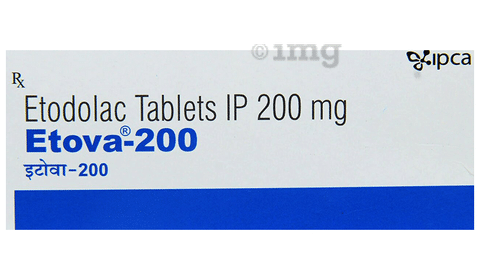 ©1mg
ipca
Rx
Etodolac Tablets IP 200 mg
Etova®-200
इटोवा-200